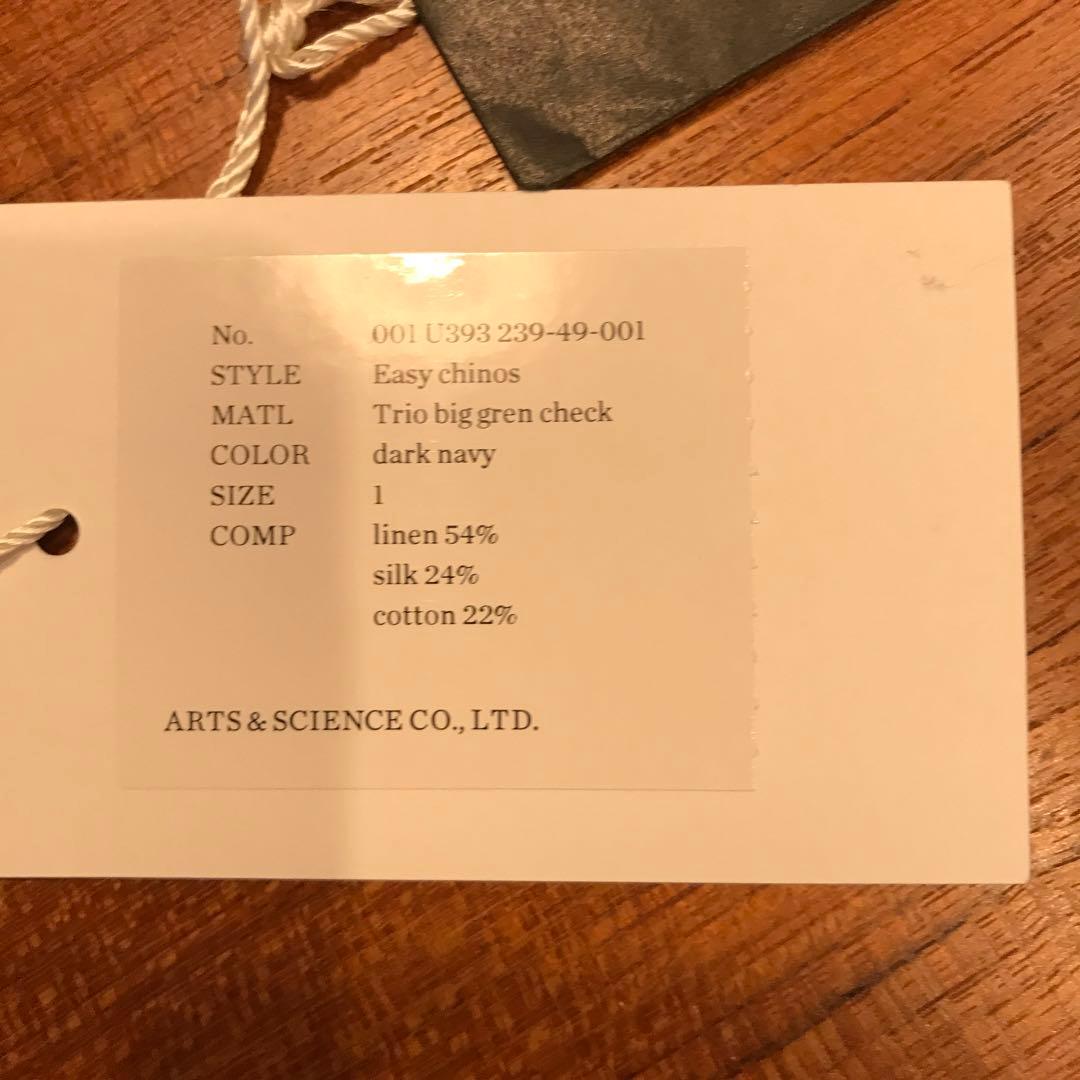 No. 001 U393 239-49-001
STYLE Easy chinos
MATL Trio big gren check
COLOR dark navy
SIZE 1
COMP linen 54%
silk 24%
cotton 22%
ARTS & SCIENCE CO., LTD.